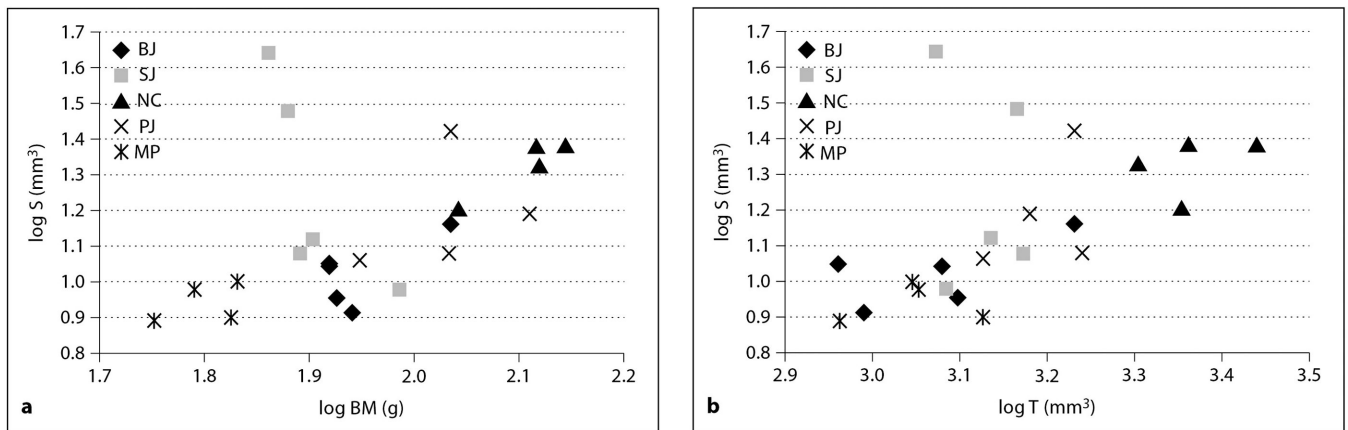 1.7
1.6
1.5
1.4
1.3
1.2
1.1
1.0
0.9
0.8
log S (mm³)
BJ
SJ
NC
PJ
MP
1.7 1.8 1.9 2.0 2.1 2.2
log BM (g)
a
1.7
1.6
1.5
1.4
1.3
1.2
1.1
1.0
0.9
0.8
log S (mm³)
BJ
SJ
NC
PJ
MP
2.9 3.0 3.1 3.2 3.3 3.4 3.5
log T (mm³)
b